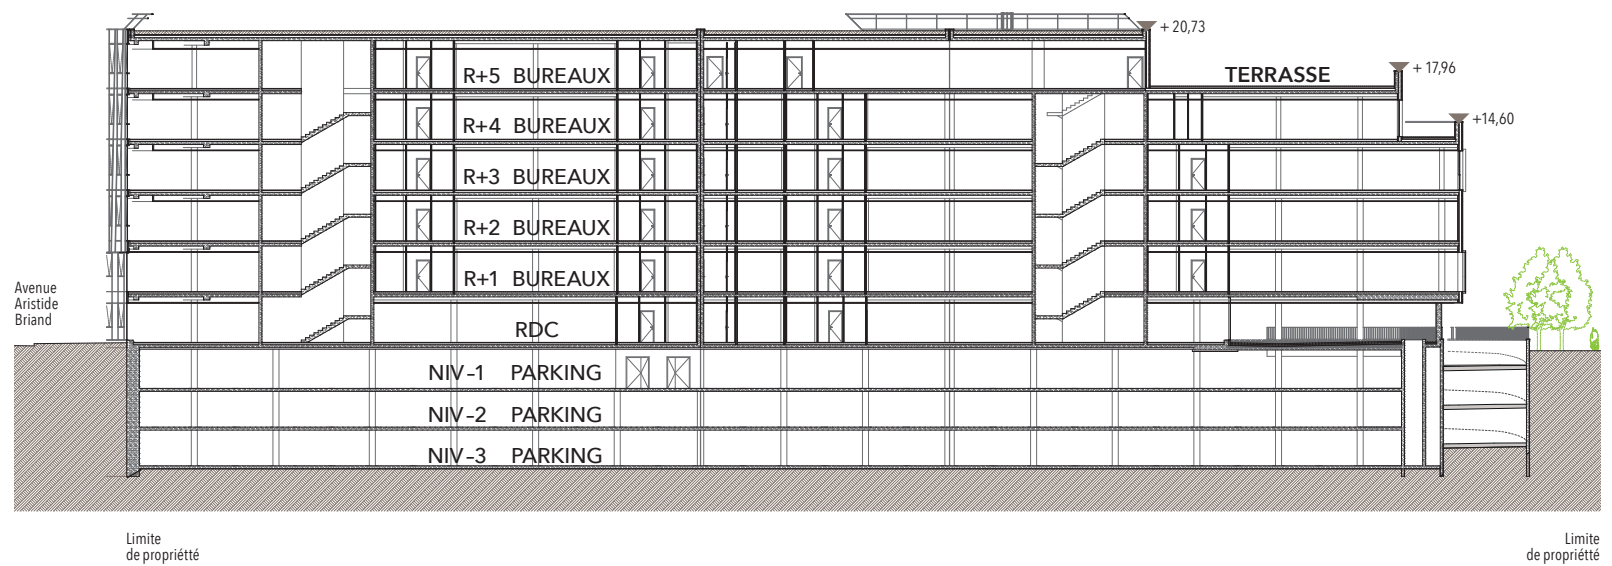 + 20,73
+ 17,96
R+5 BUREAUX
TERRASSE
+14,60
R+4 BUREAUX
R+3 BUREAUX
R+2 BUREAUX
R+1 BUREAUX
Avenue
Aristide
Briand
RDC
NIV-1 PARKING
NIV-2 PARKING
NIV-3 PARKING
Limite
de propriétté
Limite
de propriétté